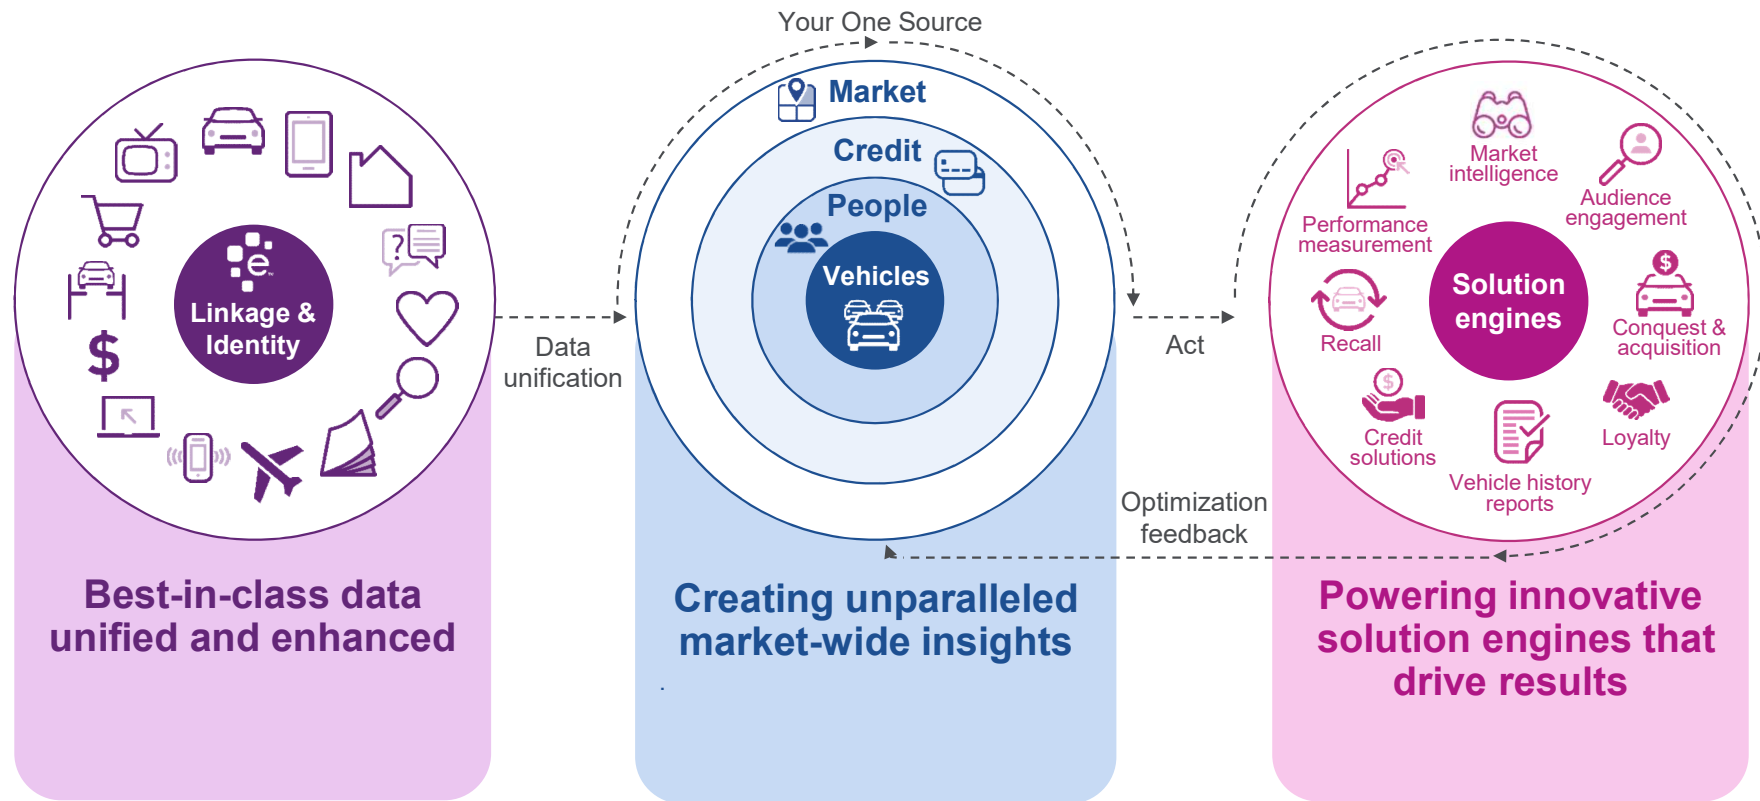 Your One Source
e
Linkage &
Identity
?
$
Best-in-class data
unified and enhanced
Data
unification
Market
Credit
People
Vehicles
Creating unparalleled
market-wide insights
.
Act
Optimization
feedback
Market
intelligence
Audience
engagement
$
Conquest &
acquisition
Loyalty
Vehicle history
reports
$
Credit
solutions
Recall
Performance
measurement
Solution
engines
Powering innovative
solution engines that
drive results